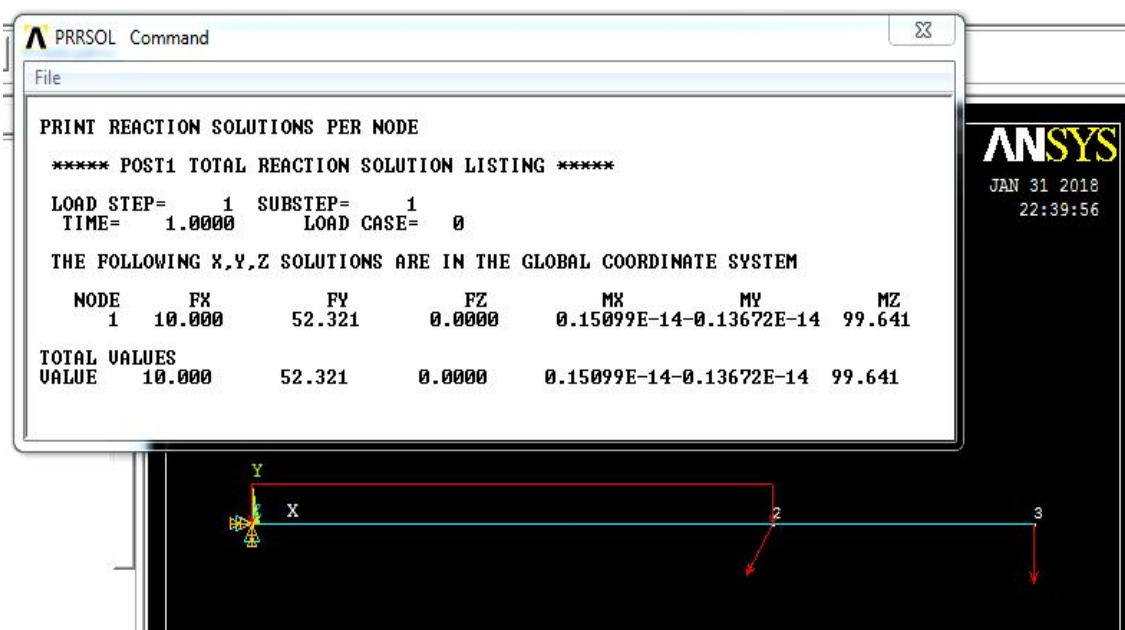 PRRSOL Command
File
PRINT REACTION SOLUTIONS PER NODE
***** POST1 TOTAL REACTION SOLUTION LISTING *****
LOAD STEP= 1 SUBSTEP= 1
TIME= 1.0000 LOAD CASE= 0
THE FOLLOWING X,Y,Z SOLUTIONS ARE IN THE GLOBAL COORDINATE SYSTEM
NODE FX FY FZ MX MY MZ
1 10.000 52.321 0.0000 0.15099E-14-0.13672E-14 99.641
TOTAL VALUES
VALUE 10.000 52.321 0.0000 0.15099E-14-0.13672E-14 99.641
ANSYS
JAN 31 2018
22:39:56
Y
X
2
3